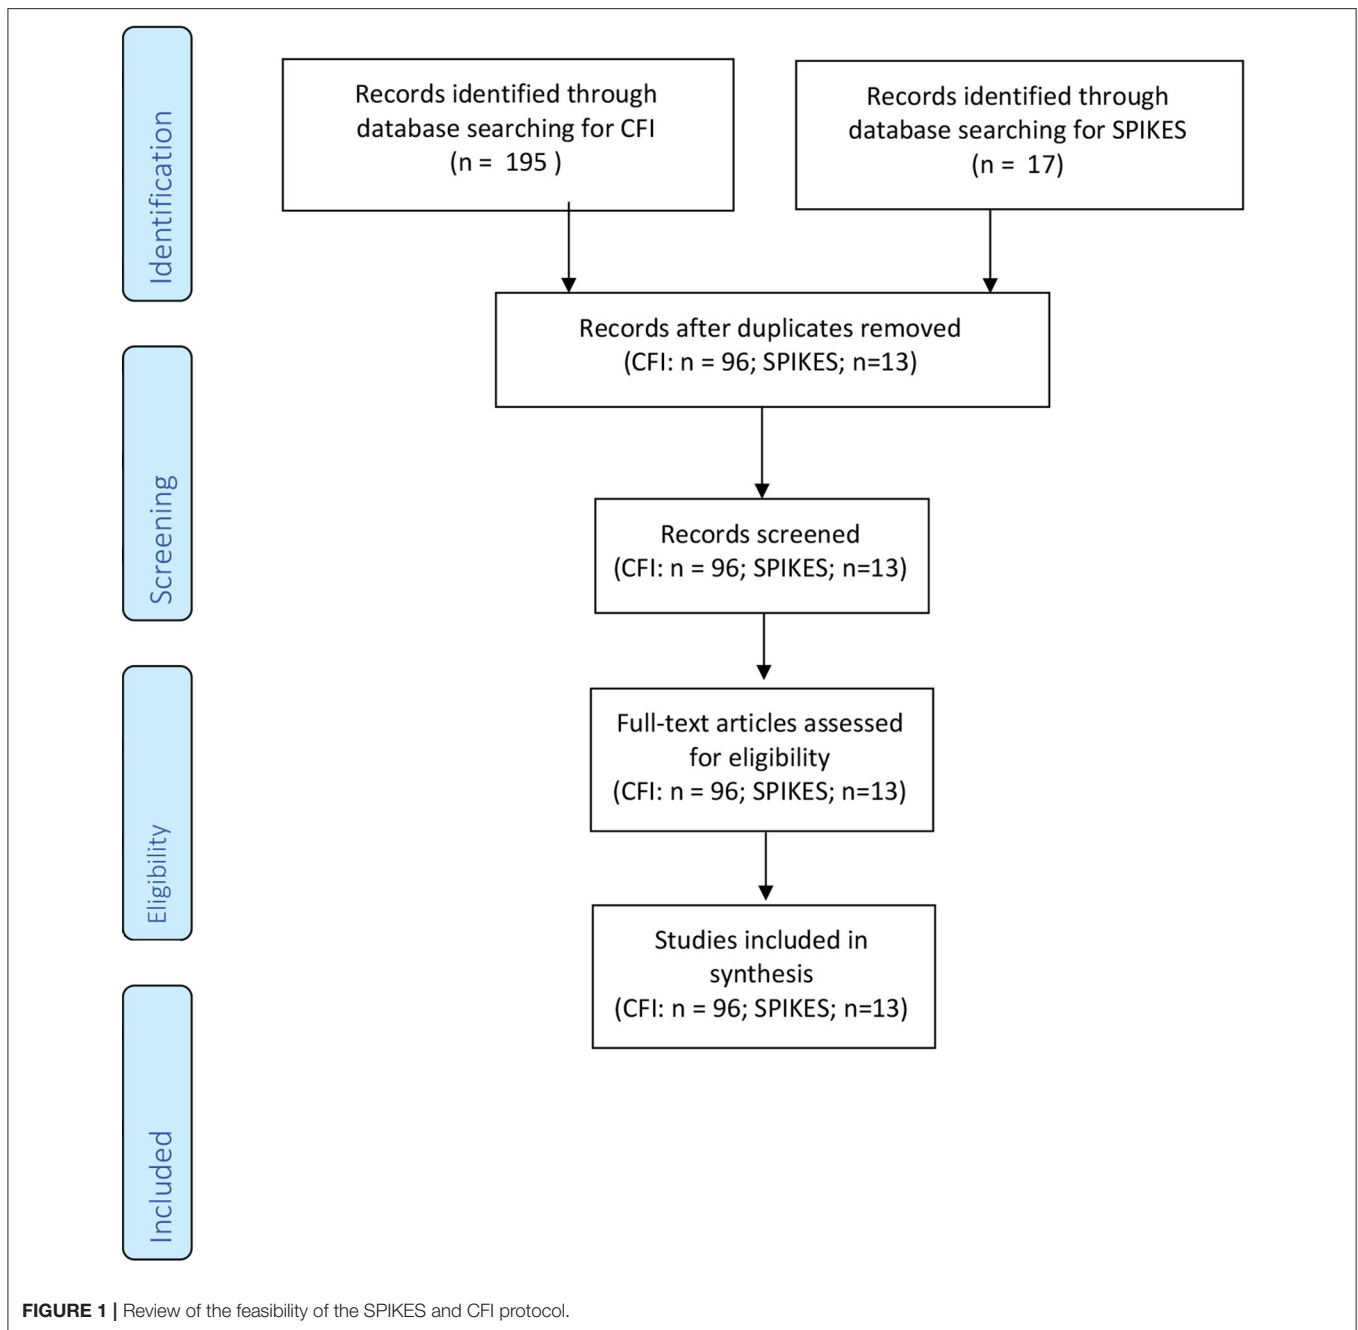 Identification
Records identified through
database searching for CFI
(n =  195 )
Records identified through
database searching for SPIKES
(n =  17)
Records after duplicates removed
(CFI: n = 96; SPIKES; n=13)
Screening
Records screened
(CFI: n = 96; SPIKES; n=13)
Eligibility
Full-text articles assessed
for eligibility
(CFI: n = 96; SPIKES; n=13)
Studies included in
synthesis
(CFI: n = 96; SPIKES; n=13)
Included
FIGURE 1 | Review of the feasibility of the SPIKES and CFI protocol.